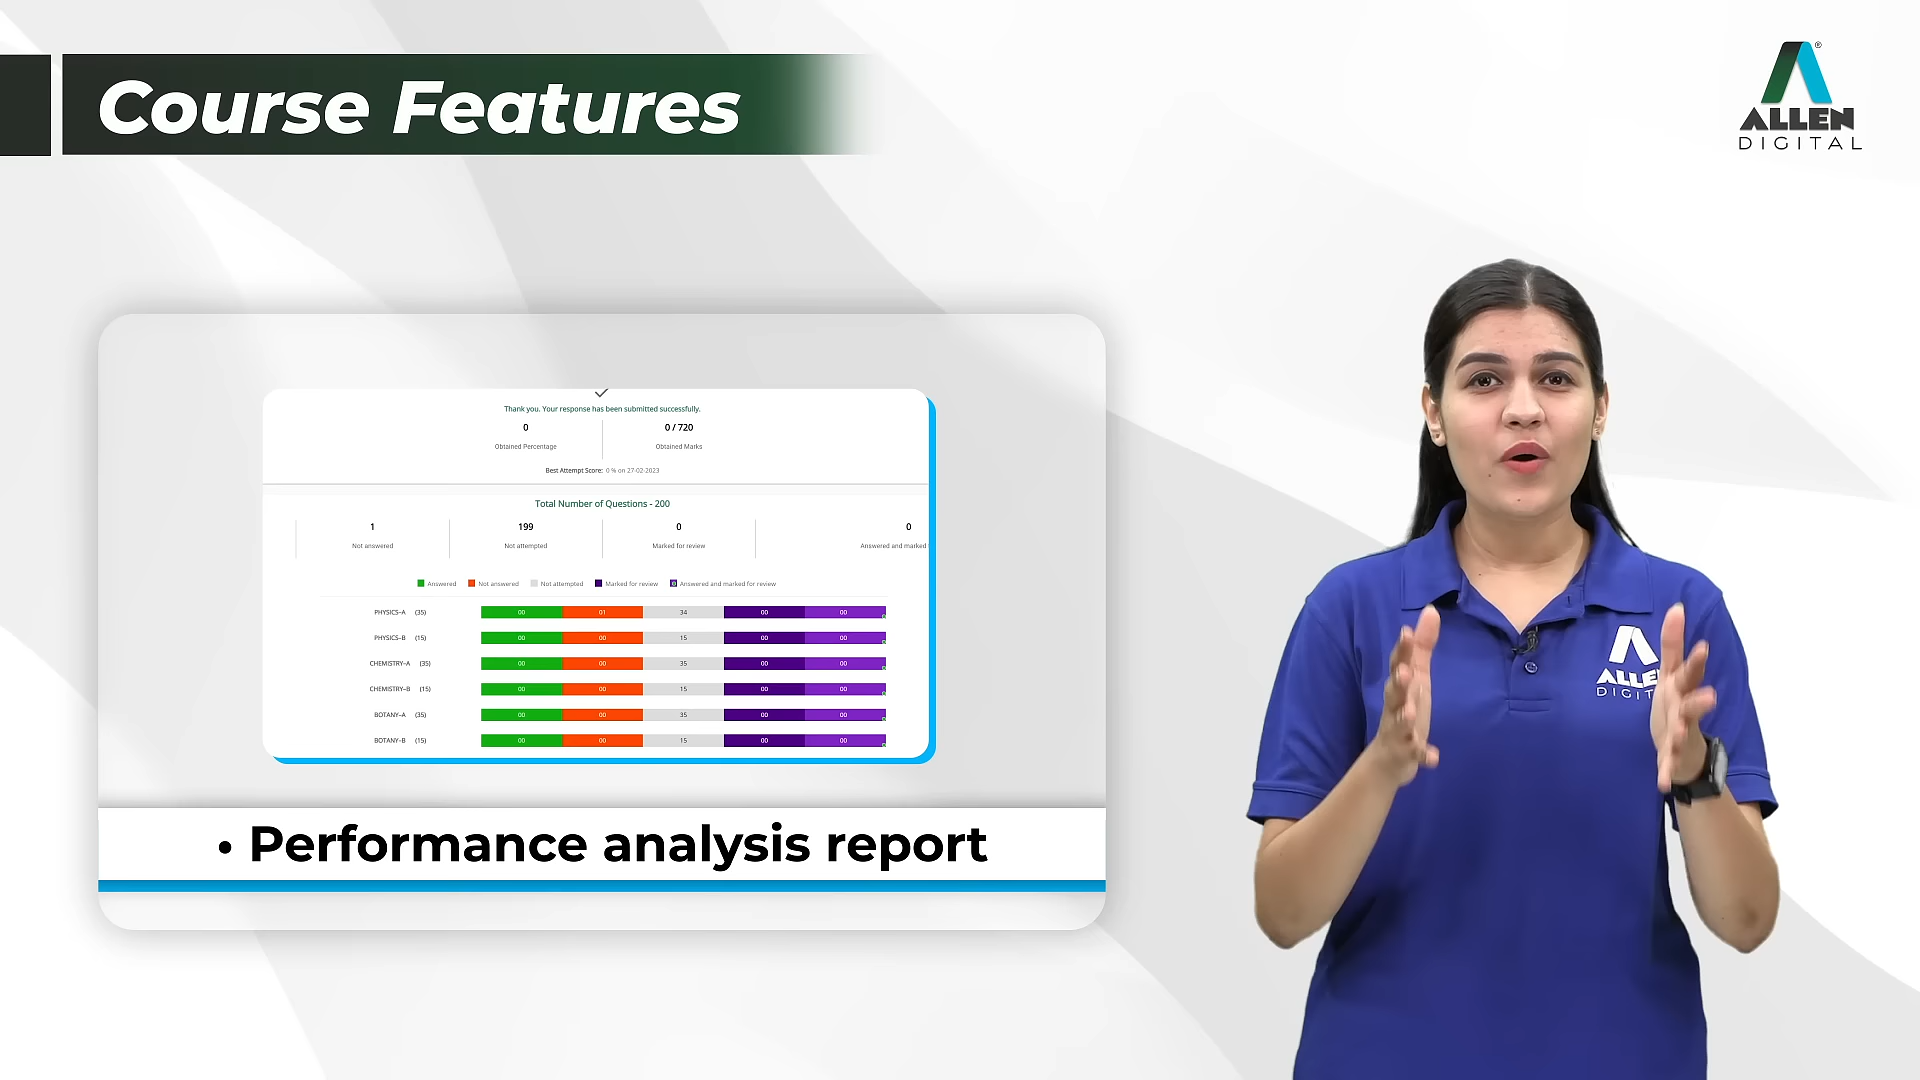 Course Features
®
ALLEN
DIGITAL
Thank you. Your response has been submitted successfully.
0 0 / 720
Obtained Percentage Obtained Marks
Best Attempt Score: 0 % on 27-02-2023
Total Number of Questions - 200
1 199 0 0
Not answered Not attempted Marked for review Answered and marked
Answered Not answered Not attempted Marked for review Answered and marked for review
PHYSICS-A (35) 00 01 34 00 00
PHYSICS-B (15) 00 00 15 00 00
CHEMISTRY-A (35) 00 00 35 00 00
CHEMISTRY-B (15) 00 00 15 00 00
BOTANY-A (35) 00 00 35 00 00
BOTANY-B (15) 00 00 15 00 00
• Performance analysis report
ALLE
DIGIT